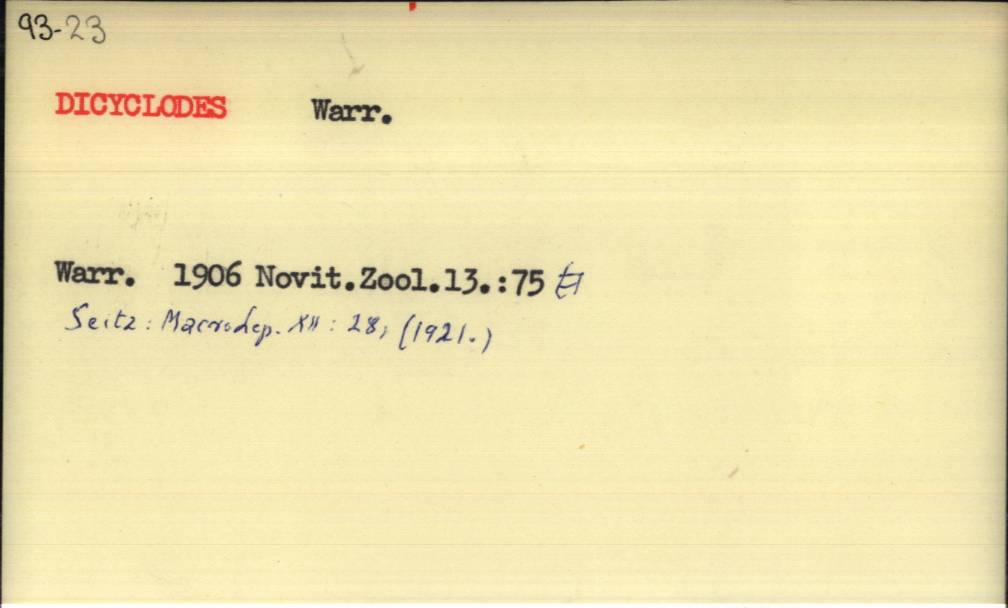 93-23
DICYCLODES Warr.
Warr. 1906 Novit.Zool.13.:75
Seitz: Macrolep. XII: 28, (1921.)